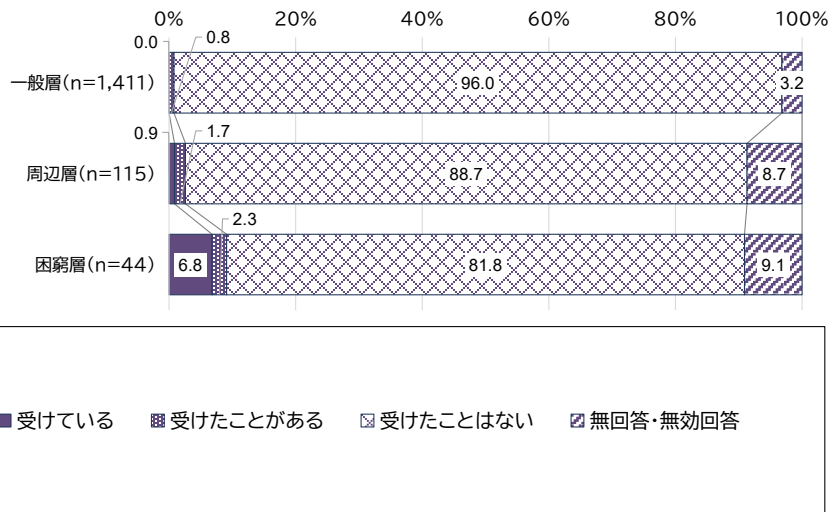 0% 20% 40% 60% 80% 100%
0.0 0.8
一般層(n=1,411) 96.0 3.2
0.9 1.7
周辺層(n=115) 88.7 8.7
2.3
困窮層(n=44) 6.8 81.8 9.1
受けている 受けたことがある 受けたことはない 無回答・無効回答